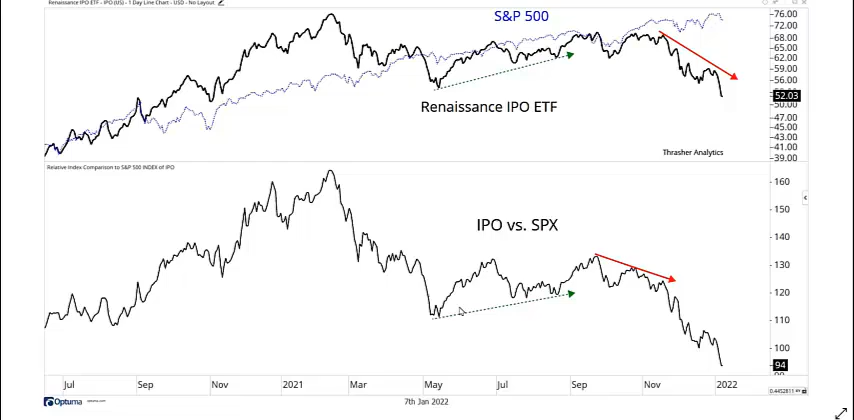 Renaissance IPO ETF - IPO (US) - 1 Day Line Chart - USD - No Layout
S&P 500
76.00
72.00
68.00
65.00
62.00
59.00
56.00
52.03
50.00
47.00
45.00
43.00
41.00
39.00
Renaissance IPO ETF
Thrasher Analytics
Relative Index Comparison to S&P 500 INDEX of IPO
160
150
140
130
120
110
100
94
IPO vs. SPX
Jul Sep Nov 2021 Mar May Jul Sep Nov 2022
0.4452811
Optuma optuma.com
7th Jan 2022